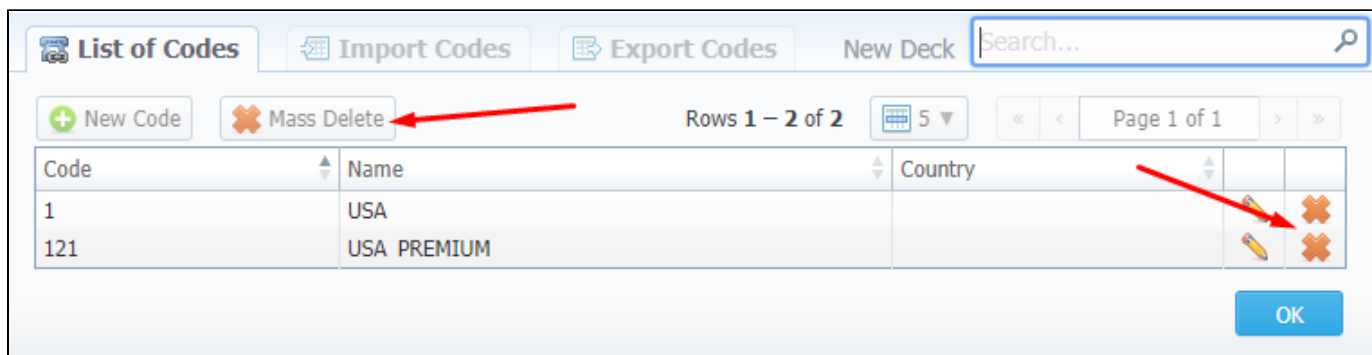 List of Codes Import Codes Export Codes New Deck Search...
New Code Mass Delete Rows 1 – 2 of 2 5 ▼ « < Page 1 of 1 > »
Code Name Country
1 USA
121 USA PREMIUM
OK